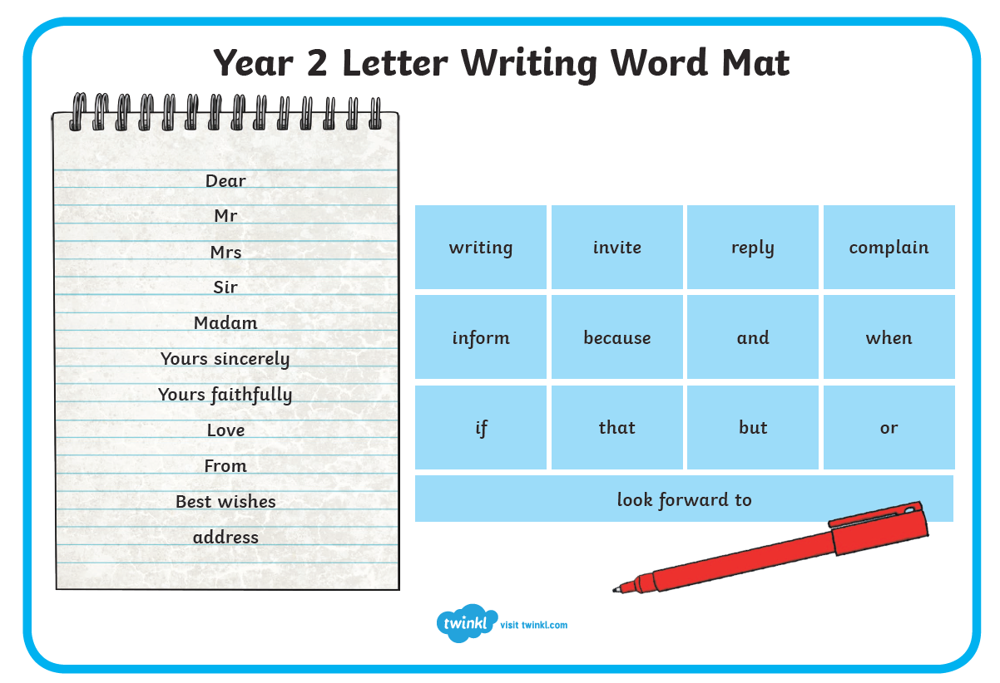 Year 2 Letter Writing Word Mat
Dear
Mr
Mrs
Sir
Madam
Yours sincerely
Yours faithfully
Love
From
Best wishes
address
writing invite reply complain
inform because and when
if that but or
look forward to
twinkl visit twinkl.com